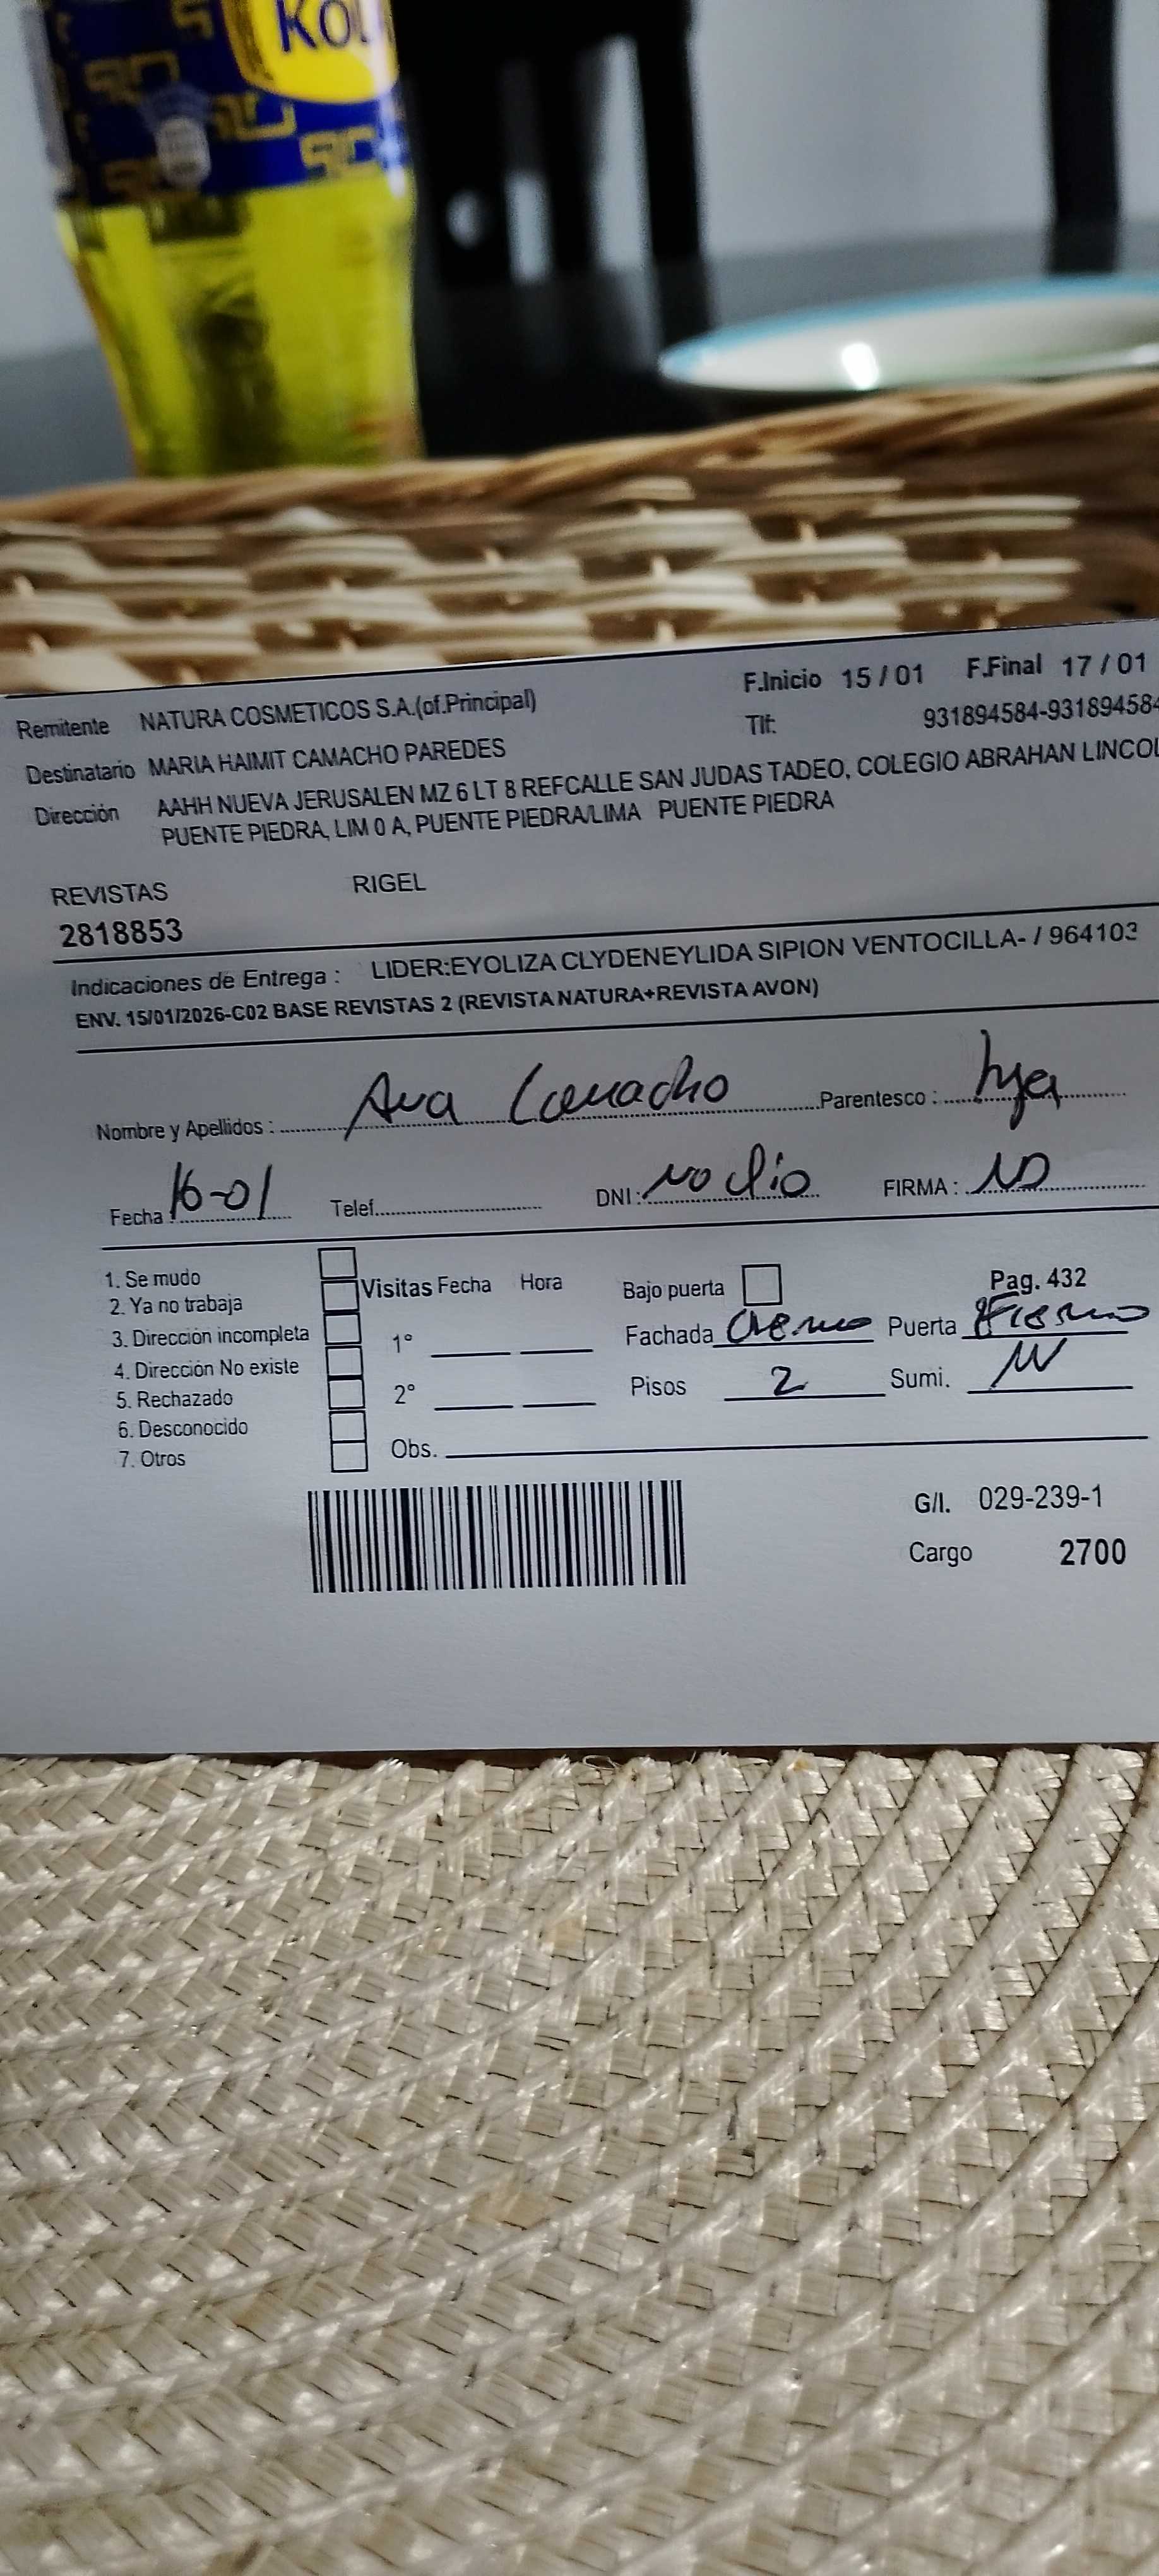 Kol
F.Inicio 15 / 01 F.Final 17 / 01
Remitente NATURA COSMETICOS S.A.(of.Principal)
Tlf: 931894584-931894584
Destinatario MARIA HAIMIT CAMACHO PAREDES
Dirección AAHH NUEVA JERUSALEN MZ 6 LT 8 REFCALLE SAN JUDAS TADEO, COLEGIO ABRAHAN LINCOL
PUENTE PIEDRA, LIM 0 A, PUENTE PIEDRA/LIMA PUENTE PIEDRA
REVISTAS RIGEL
2818853
Indicaciones de Entrega : LIDER:EYOLIZA CLYDENEYLIDA SIPION VENTOCILLA- / 964103
ENV. 15/01/2026-C02 BASE REVISTAS 2 (REVISTA NATURA+REVISTA AVON)
Nombre y Apellidos : Ana Camacho Parentesco : hija
Fecha : 16-01 Telef. DNI : no dio FIRMA : ND
1. Se mudo
2. Ya no trabaja
3. Dirección incompleta
4. Dirección No existe
5. Rechazado
6. Desconocido
7. Otros
Visitas Fecha Hora
1°
2°
Obs.
Bajo puerta Pag. 432
Fachada cremo Puerta Fierro
Pisos 2 Sumi.
G/I. 029-239-1
Cargo 2700